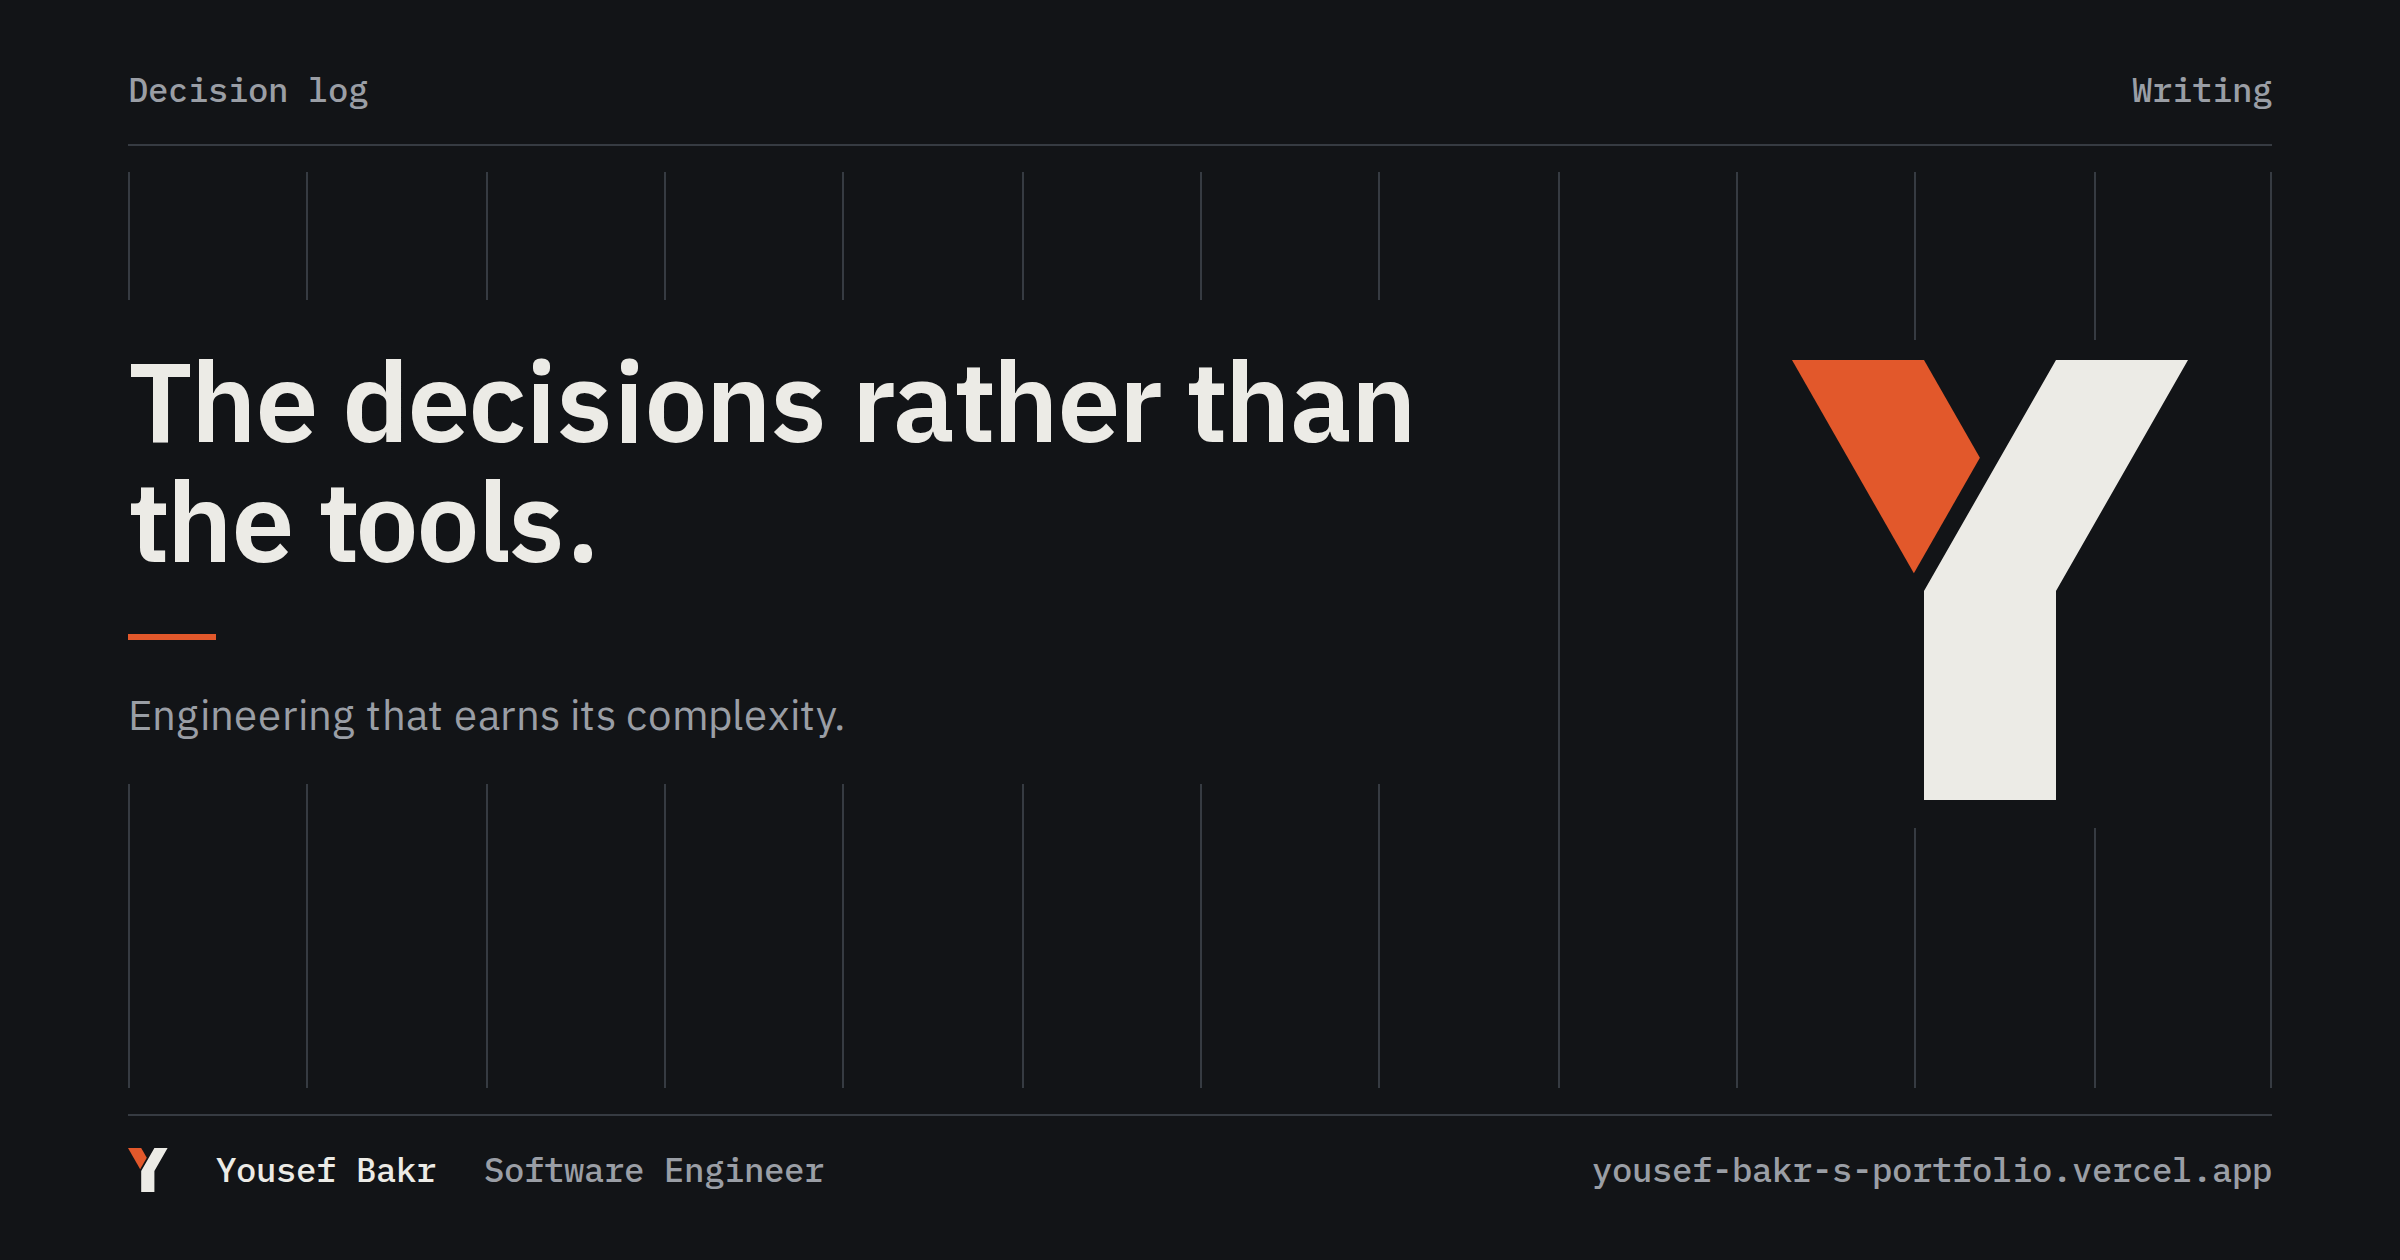 Decision log
Writing
The decisions rather than
the tools.
Engineering that earns its complexity.
Yousef Bakr
Software Engineer
yousef-bakr-s-portfolio.vercel.app